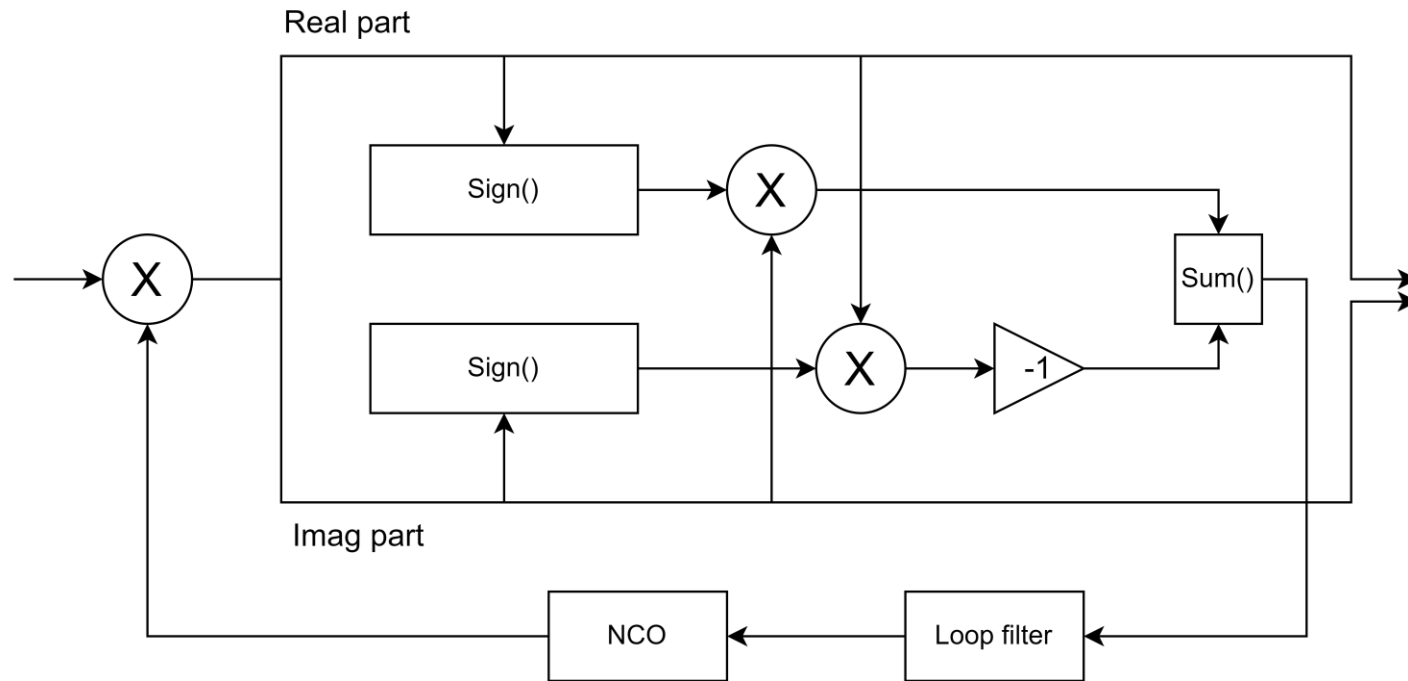 Real part
Sign()
X
X
Sum()
Sign()
X
-1
Imag part
NCO
Loop filter